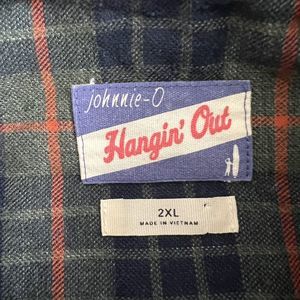 johnnie-O
Hangin' Out
2XL
MADE IN VIETNAM